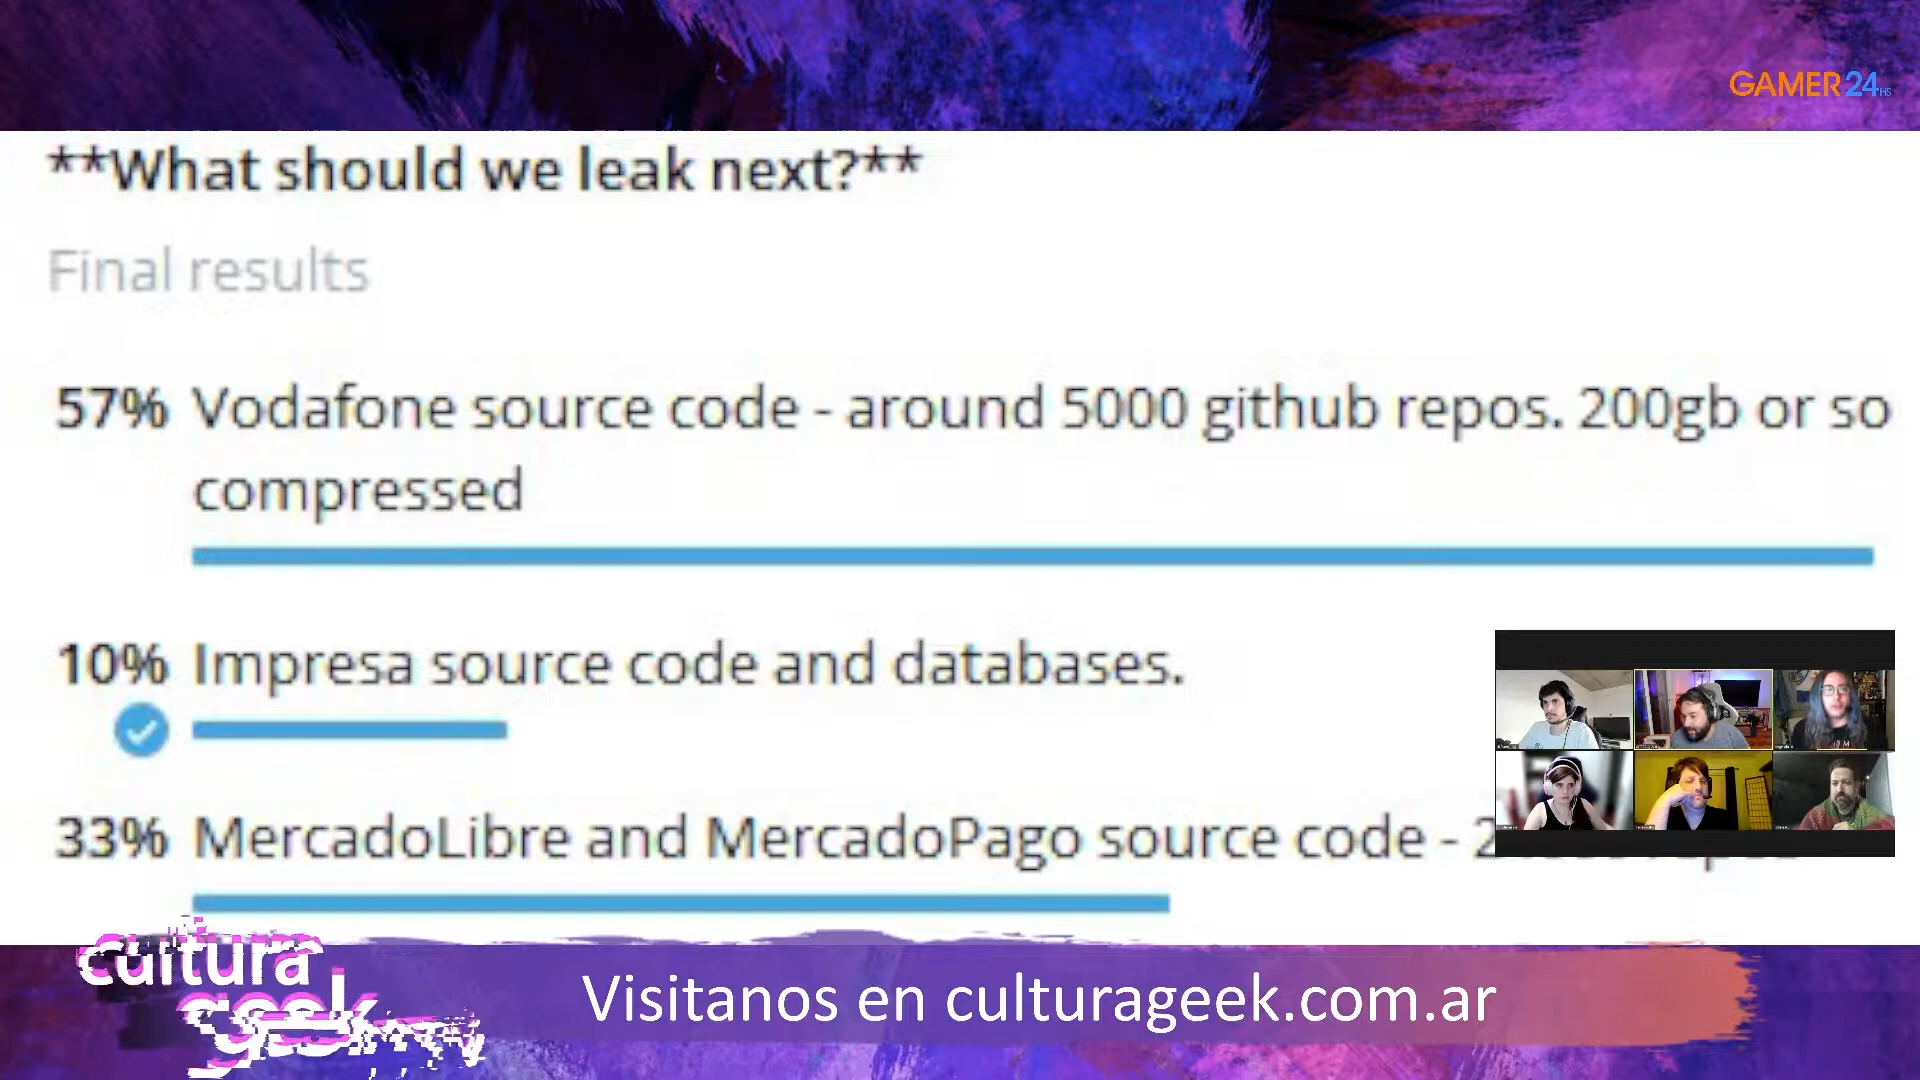 GAMER24HS
**What should we leak next?**
Final results
57% Vodafone source code - around 5000 github repos. 200gb or so
compressed
10% Impresa source code and databases.
33% MercadoLibre and MercadoPago source code -
cultura
geek
Visitanos en culturageek.com.ar